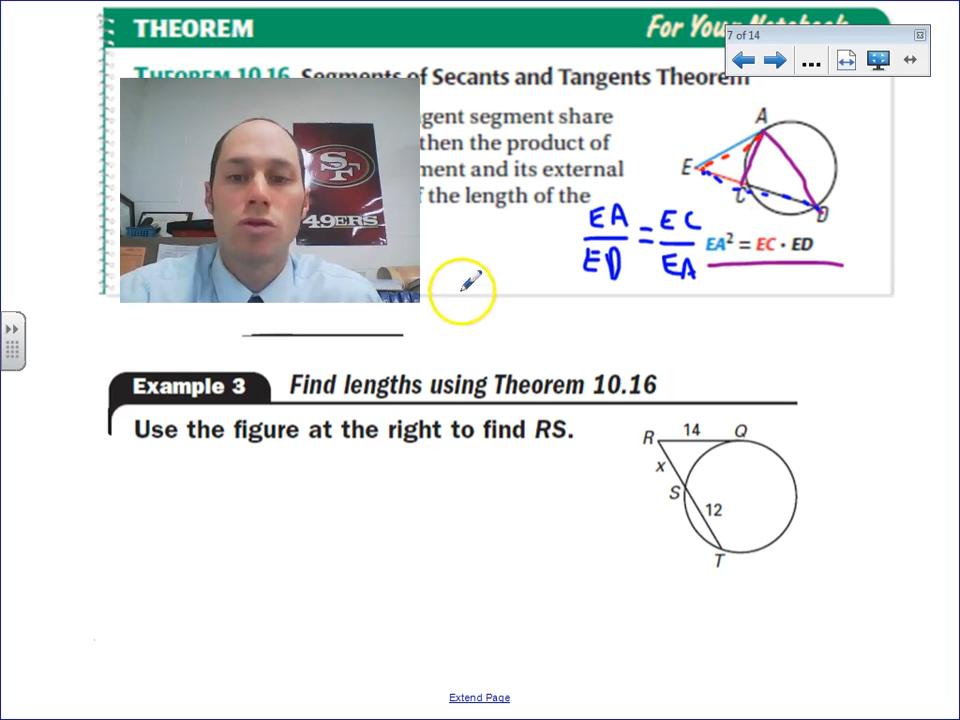 THEOREM
7 of 14
THEOREM 10.16 Segments of Secants and Tangents Theorem
gent segment share
then the product of
ment and its external
f the length of the
A
E
C
D
EA/ED = EC/EA
EA² = EC · ED
SF
49ERS
Example 3 Find lengths using Theorem 10.16
Use the figure at the right to find RS.
R 14 Q
x
S
12
T
Extend Page